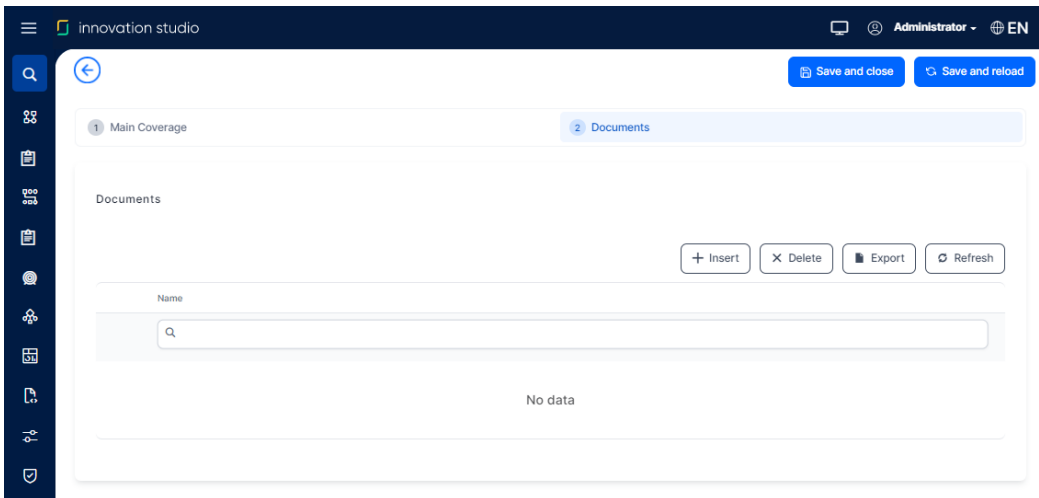 innovation studio
Administrator
EN
Save and close
Save and reload
1 Main Coverage
2 Documents
Documents
Insert
Delete
Export
Refresh
Name
No data